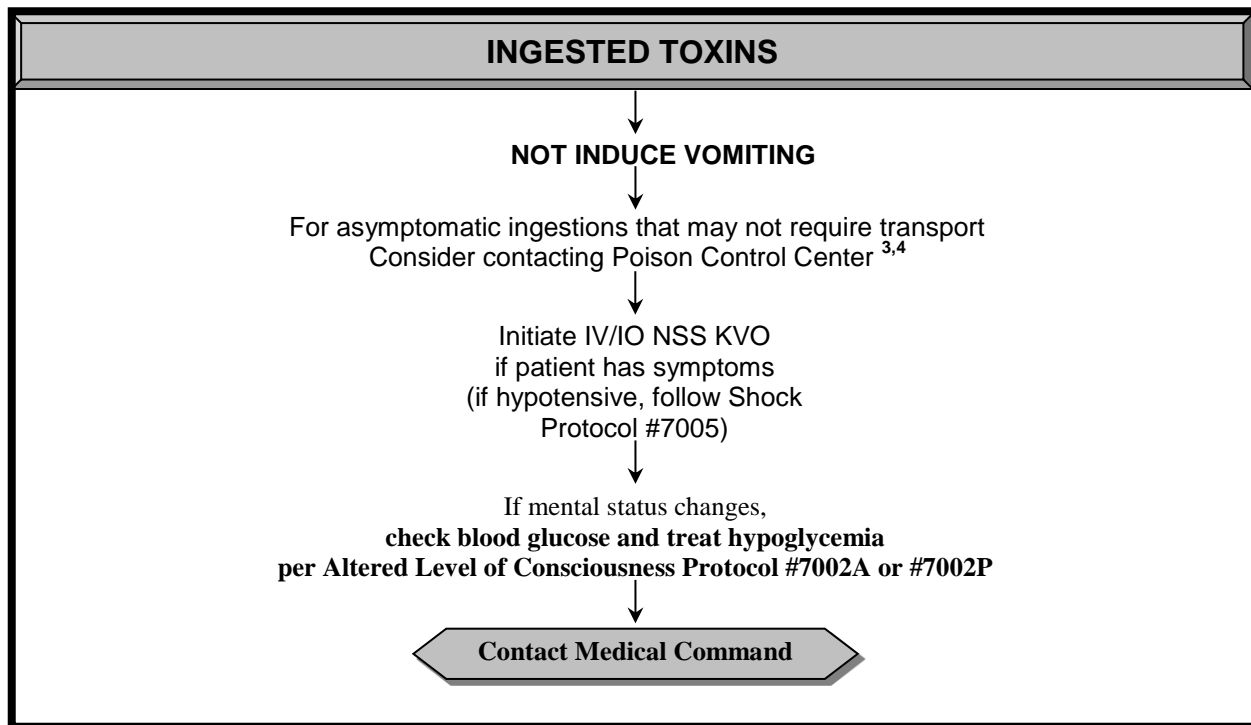 INGESTED TOXINS
NOT INDUCE VOMITING
For asymptomatic ingestions that may not require transport
Consider contacting Poison Control Center 3,4
Initiate IV/IO NSS KVO
if patient has symptoms
(if hypotensive, follow Shock
Protocol #7005)
If mental status changes,
check blood glucose and treat hypoglycemia
per Altered Level of Consciousness Protocol #7002A or #7002P
Contact Medical Command